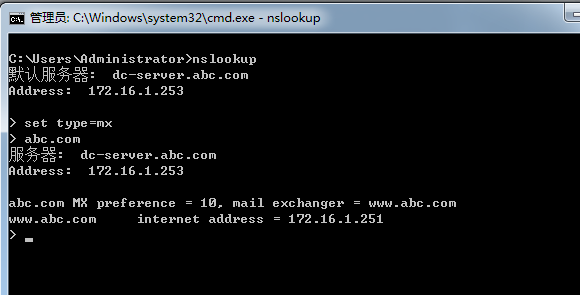 管理员: C:\Windows\system32\cmd.exe - nslookup
C:\Users\Administrator>nslookup
默认服务器:  dc-server.abc.com
Address:  172.16.1.253
> set type=mx
> abc.com
服务器:  dc-server.abc.com
Address:  172.16.1.253
abc.com MX preference = 10, mail exchanger = www.abc.com
www.abc.com     internet address = 172.16.1.251
>